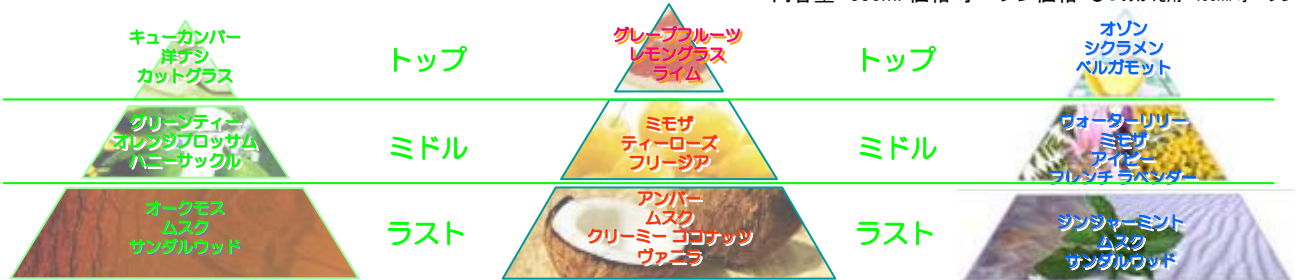 キューカンバー
洋ナシ
カットグラス
トップ
グレープフルーツ
レモングラス
ライム
トップ
オゾン
シクラメン
ベルガモット
グリーンティー
オレンジブロッサム
ハニーサックル
ミドル
ミモザ
ティーローズ
フリージア
ミドル
ウォーターリリー
ミモザ
アイビー
フレンチ ラベンダー
オークモス
ムスク
サンダルウッド
ラスト
アンバー
ムスク
クリーミー ココナッツ
ヴァニラ
ラスト
ジンジャーミント
ムスク
サンダルウッド